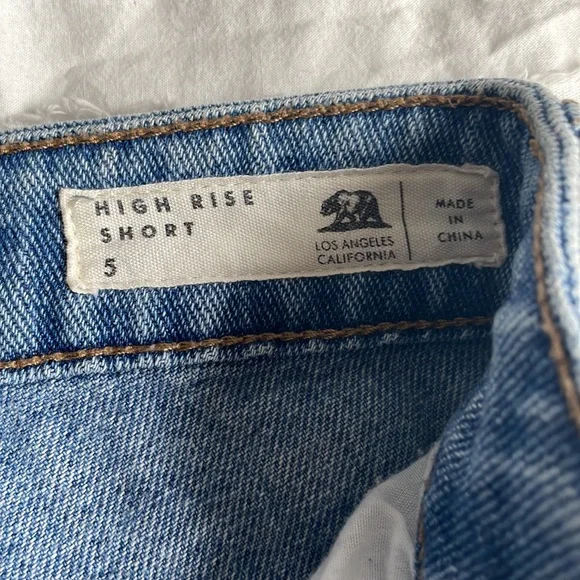 HIGH RISE
SHORT
5
LOS ANGELES
CALIFORNIA
MADE
IN
CHINA